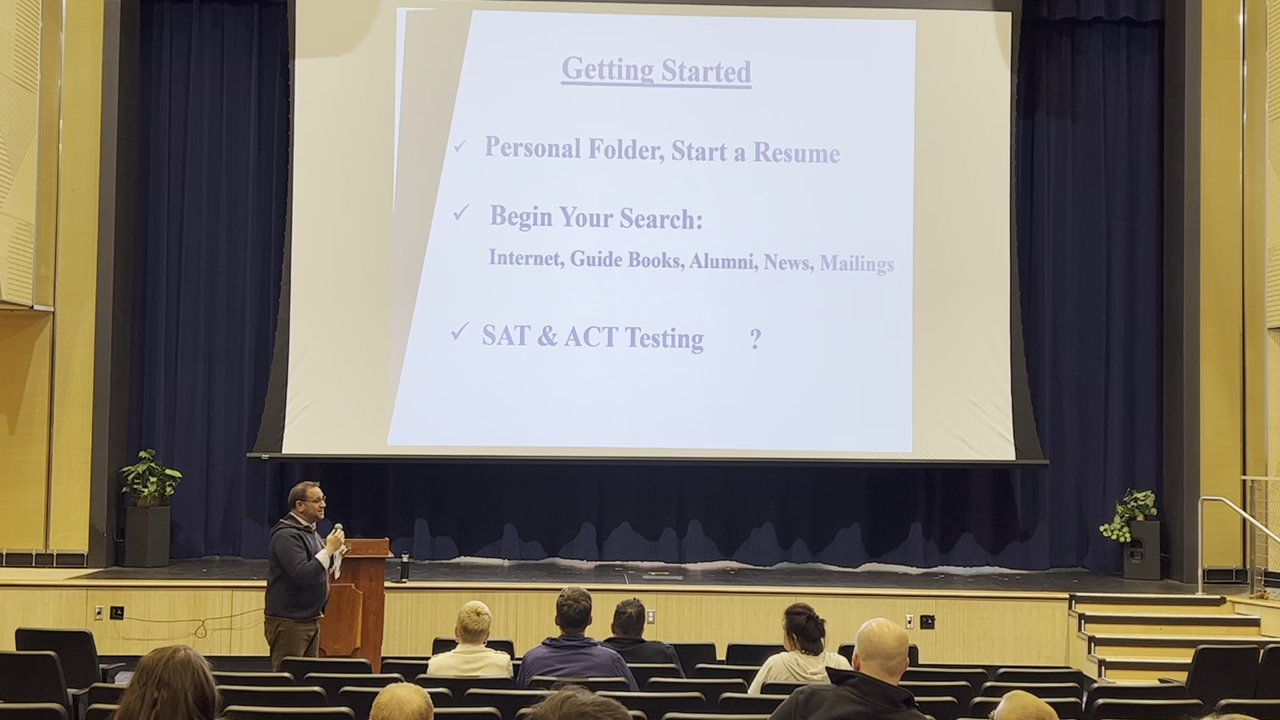 Getting Started
✓ Personal Folder, Start a Resume
✓ Begin Your Search:
Internet, Guide Books, Alumni, News, Mailings
✓ SAT & ACT Testing ?